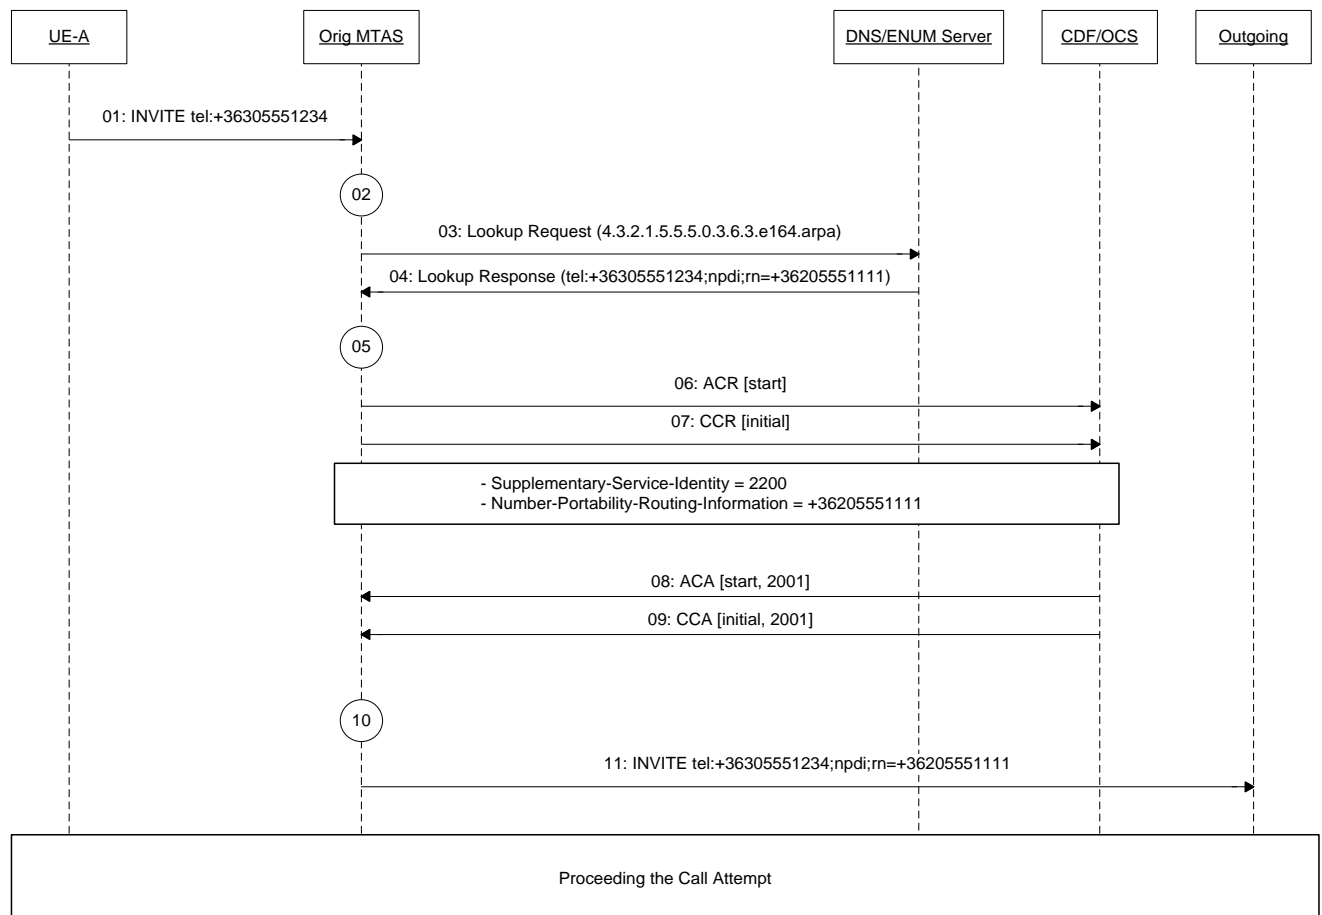 UE-A
Orig MTAS
DNS/ENUM Server
CDF/OCS
Outgoing
01: INVITE tel:+36305551234
02
03: Lookup Request (4.3.2.1.5.5.5.0.3.6.3.e164.arpa)
04: Lookup Response (tel:+36305551234;npdi;rn=+36205551111)
05
06: ACR [start]
07: CCR [initial]
- Supplementary-Service-Identity = 2200
- Number-Portability-Routing-Information = +36205551111
08: ACA [start, 2001]
09: CCA [initial, 2001]
10
11: INVITE tel:+36305551234;npdi;rn=+36205551111
Proceeding the Call Attempt